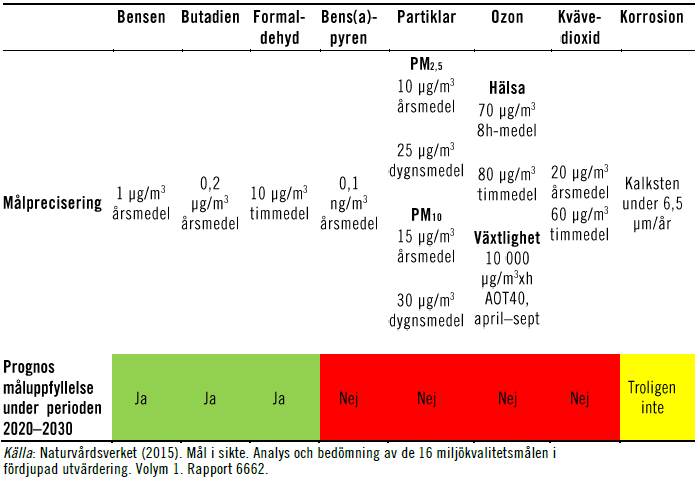 Bensen Butadien Formal-
dehyd Bens(a)-
pyren Partiklar Ozon Kväve-
dioxid Korrosion
Målprecisering
1 µg/m³
årsmedel
0,2
µg/m³
årsmedel
10 µg/m³
timmedel
0,1
ng/m³
årsmedel
PM2,5
10 µg/m³
årsmedel
25 µg/m³
dygnsmedel
PM10
15 µg/m³
årsmedel
30 µg/m³
dygnsmedel
Hälsa
70 µg/m³
8h-medel
80 µg/m³
timmedel
Växtlighet
10 000
µg/m³xh
AOT40,
april–sept
20 µg/m³
årsmedel
60 µg/m³
timmedel
Kalksten
under 6,5
µm/år
Prognos
måluppfyllelse
under perioden
2020–2030
Ja
Ja
Ja
Nej
Nej
Nej
Nej
Troligen
inte
Källa: Naturvårdsverket (2015). Mål i sikte. Analys och bedömning av de 16 miljökvalitetsmålen i
fördjupad utvärdering. Volym 1. Rapport 6662.